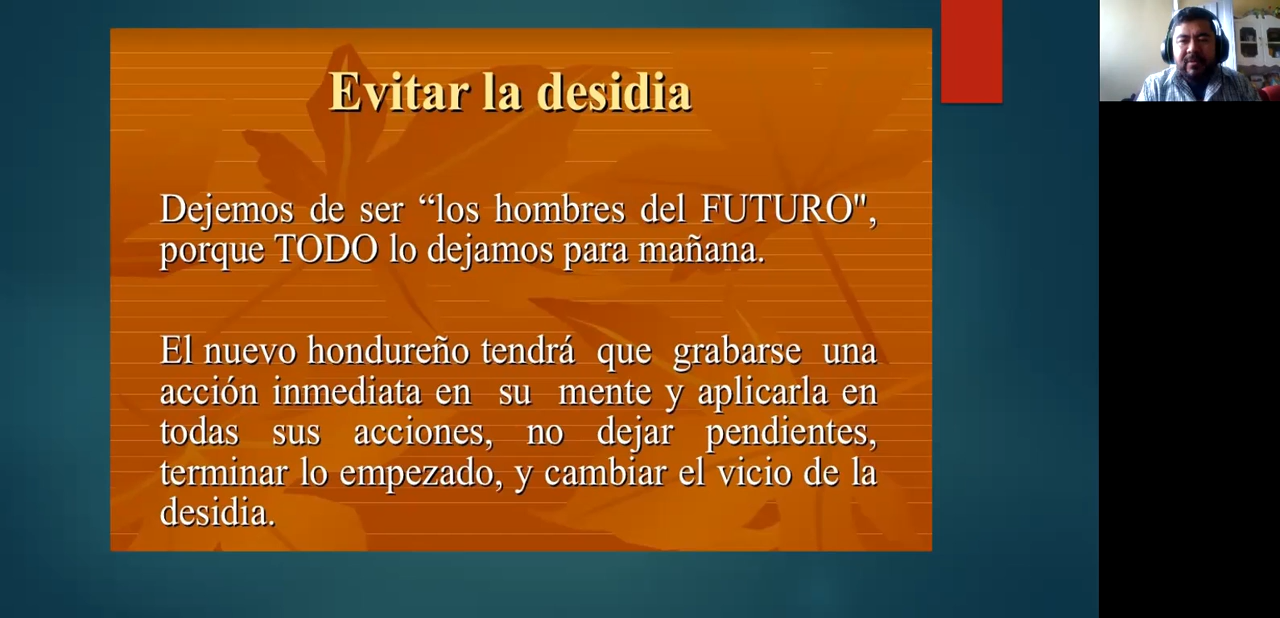 Evitar la desidia
Dejemos de ser “los hombres del FUTURO",
porque TODO lo dejamos para mañana.
El nuevo hondureño tendrá que grabarse una
acción inmediata en su mente y aplicarla en
todas sus acciones, no dejar pendientes,
terminar lo empezado, y cambiar el vicio de la
desidia.